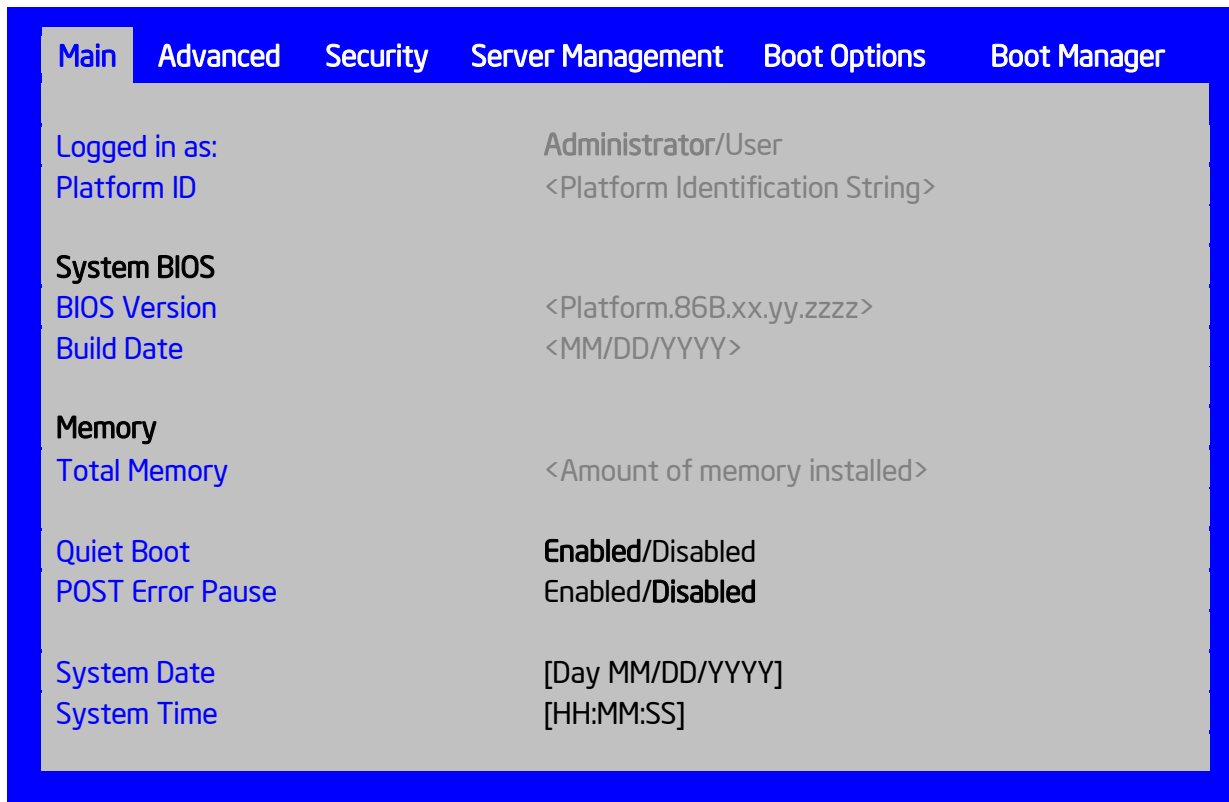 Main Advanced Security Server Management Boot Options Boot Manager
Logged in as: Administrator/User
Platform ID <Platform Identification String>
System BIOS
BIOS Version <Platform.86B.xx.yy.zzzz>
Build Date <MM/DD/YYYY>
Memory
Total Memory <Amount of memory installed>
Quiet Boot Enabled/Disabled
POST Error Pause Enabled/Disabled
System Date [Day MM/DD/YYYY]
System Time [HH:MM:SS]